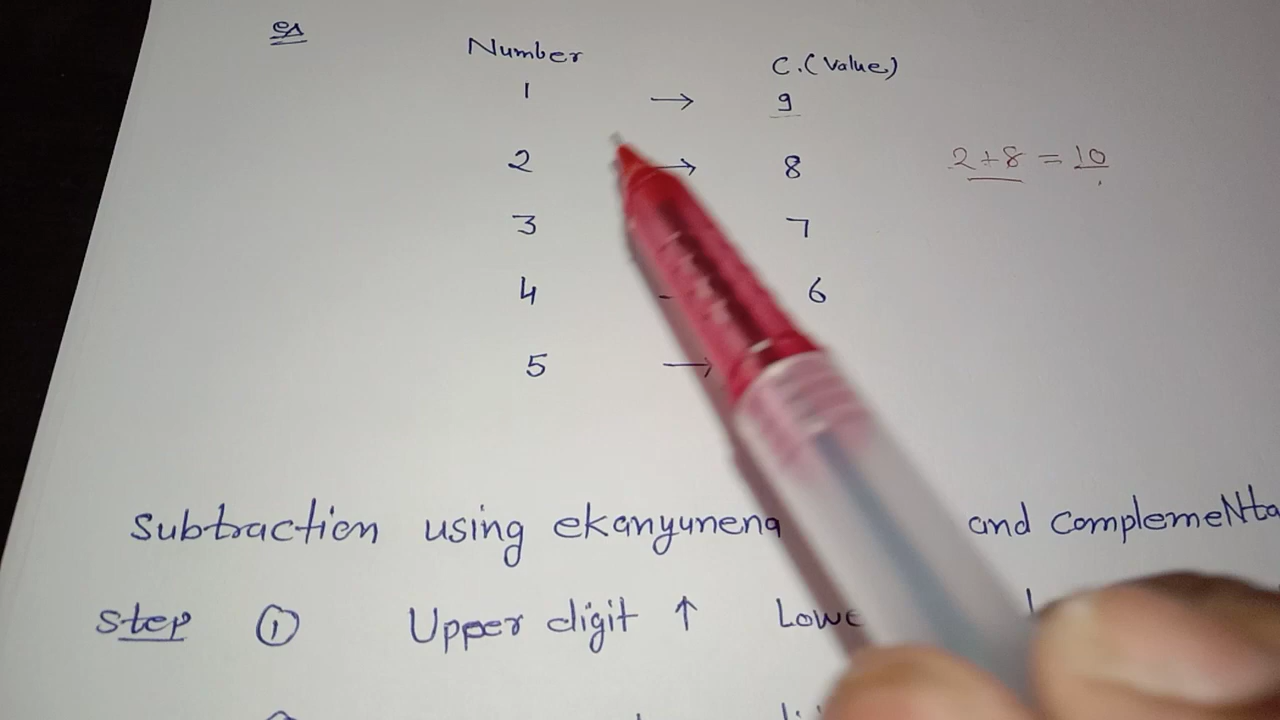 ex
Number C.(Value)
1 → 9
2 → 8 2+8 = 10
3 7
4 - 6
5 →
Subtraction using ekanyunena and complemeNta
Step ① Upper digit ↑ Lowe